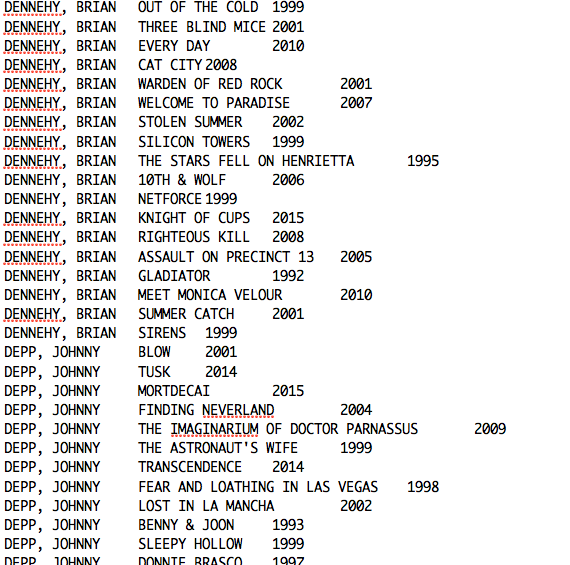 DENNEHY, BRIAN OUT OF THE COLD 1999
DENNEHY, BRIAN THREE BLIND MICE 2001
DENNEHY, BRIAN EVERY DAY 2010
DENNEHY, BRIAN CAT CITY 2008
DENNEHY, BRIAN WARDEN OF RED ROCK 2001
DENNEHY, BRIAN WELCOME TO PARADISE 2007
DENNEHY, BRIAN STOLEN SUMMER 2002
DENNEHY, BRIAN SILICON TOWERS 1999
DENNEHY, BRIAN THE STARS FELL ON HENRIETTA 1995
DENNEHY, BRIAN 10TH & WOLF 2006
DENNEHY, BRIAN NETFORCE 1999
DENNEHY, BRIAN KNIGHT OF CUPS 2015
DENNEHY, BRIAN RIGHTEOUS KILL 2008
DENNEHY, BRIAN ASSAULT ON PRECINCT 13 2005
DENNEHY, BRIAN GLADIATOR 1992
DENNEHY, BRIAN MEET MONICA VELOUR 2010
DENNEHY, BRIAN SUMMER CATCH 2001
DENNEHY, BRIAN SIRENS 1999
DEPP, JOHNNY BLOW 2001
DEPP, JOHNNY TUSK 2014
DEPP, JOHNNY MORTDECAI 2015
DEPP, JOHNNY FINDING NEVERLAND 2004
DEPP, JOHNNY THE IMAGINARIUM OF DOCTOR PARNASSUS 2009
DEPP, JOHNNY THE ASTRONAUT'S WIFE 1999
DEPP, JOHNNY TRANSCENDENCE 2014
DEPP, JOHNNY FEAR AND LOATHING IN LAS VEGAS 1998
DEPP, JOHNNY LOST IN LA MANCHA 2002
DEPP, JOHNNY BENNY & JOON 1993
DEPP, JOHNNY SLEEPY HOLLOW 1999
DEPP, JOHNNY DONNIE BRASCO 1997